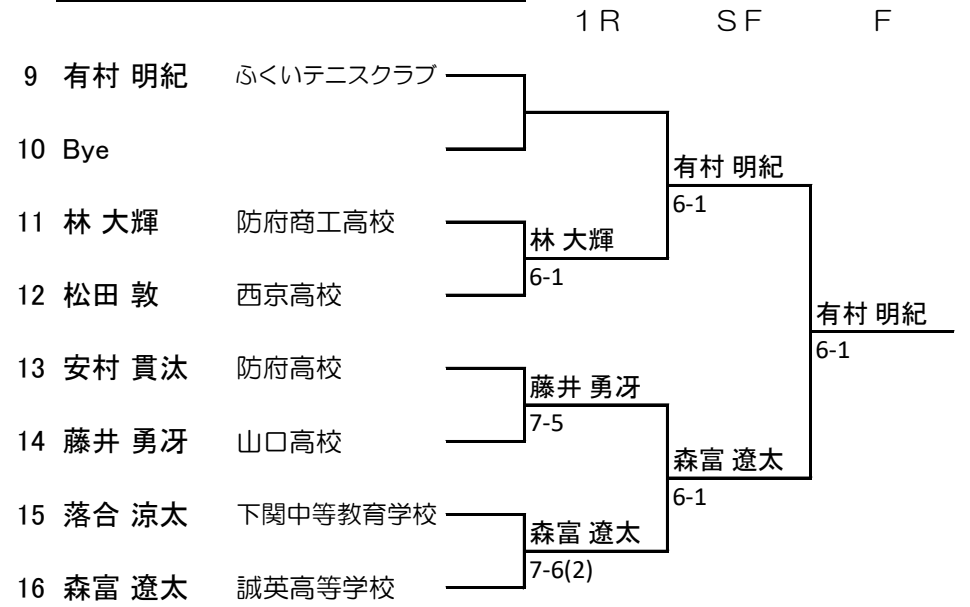 １Ｒ ＳＦ Ｆ
9 有村 明紀 ふくいテニスクラブ
10 Bye
有村 明紀
6-1
11 林 大輝 防府商工高校
林 大輝
6-1
12 松田 敦 西京高校
有村 明紀
6-1
13 安村 貫汰 防府高校
藤井 勇冴
7-5
14 藤井 勇冴 山口高校
森富 遼太
6-1
15 落合 涼太 下関中等教育学校
森富 遼太
7-6(2)
16 森富 遼太 誠英高等学校